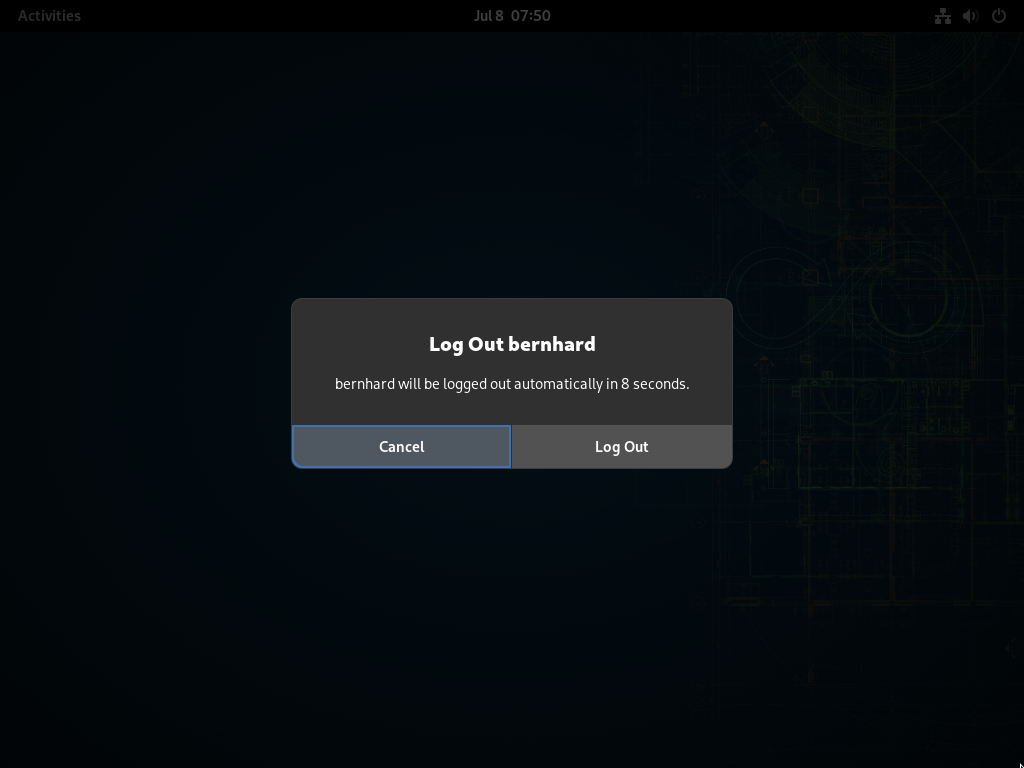 Activities
Jul 8 07:50
Log Out bernhard
bernhard will be logged out automatically in 8 seconds.
Cancel
Log Out